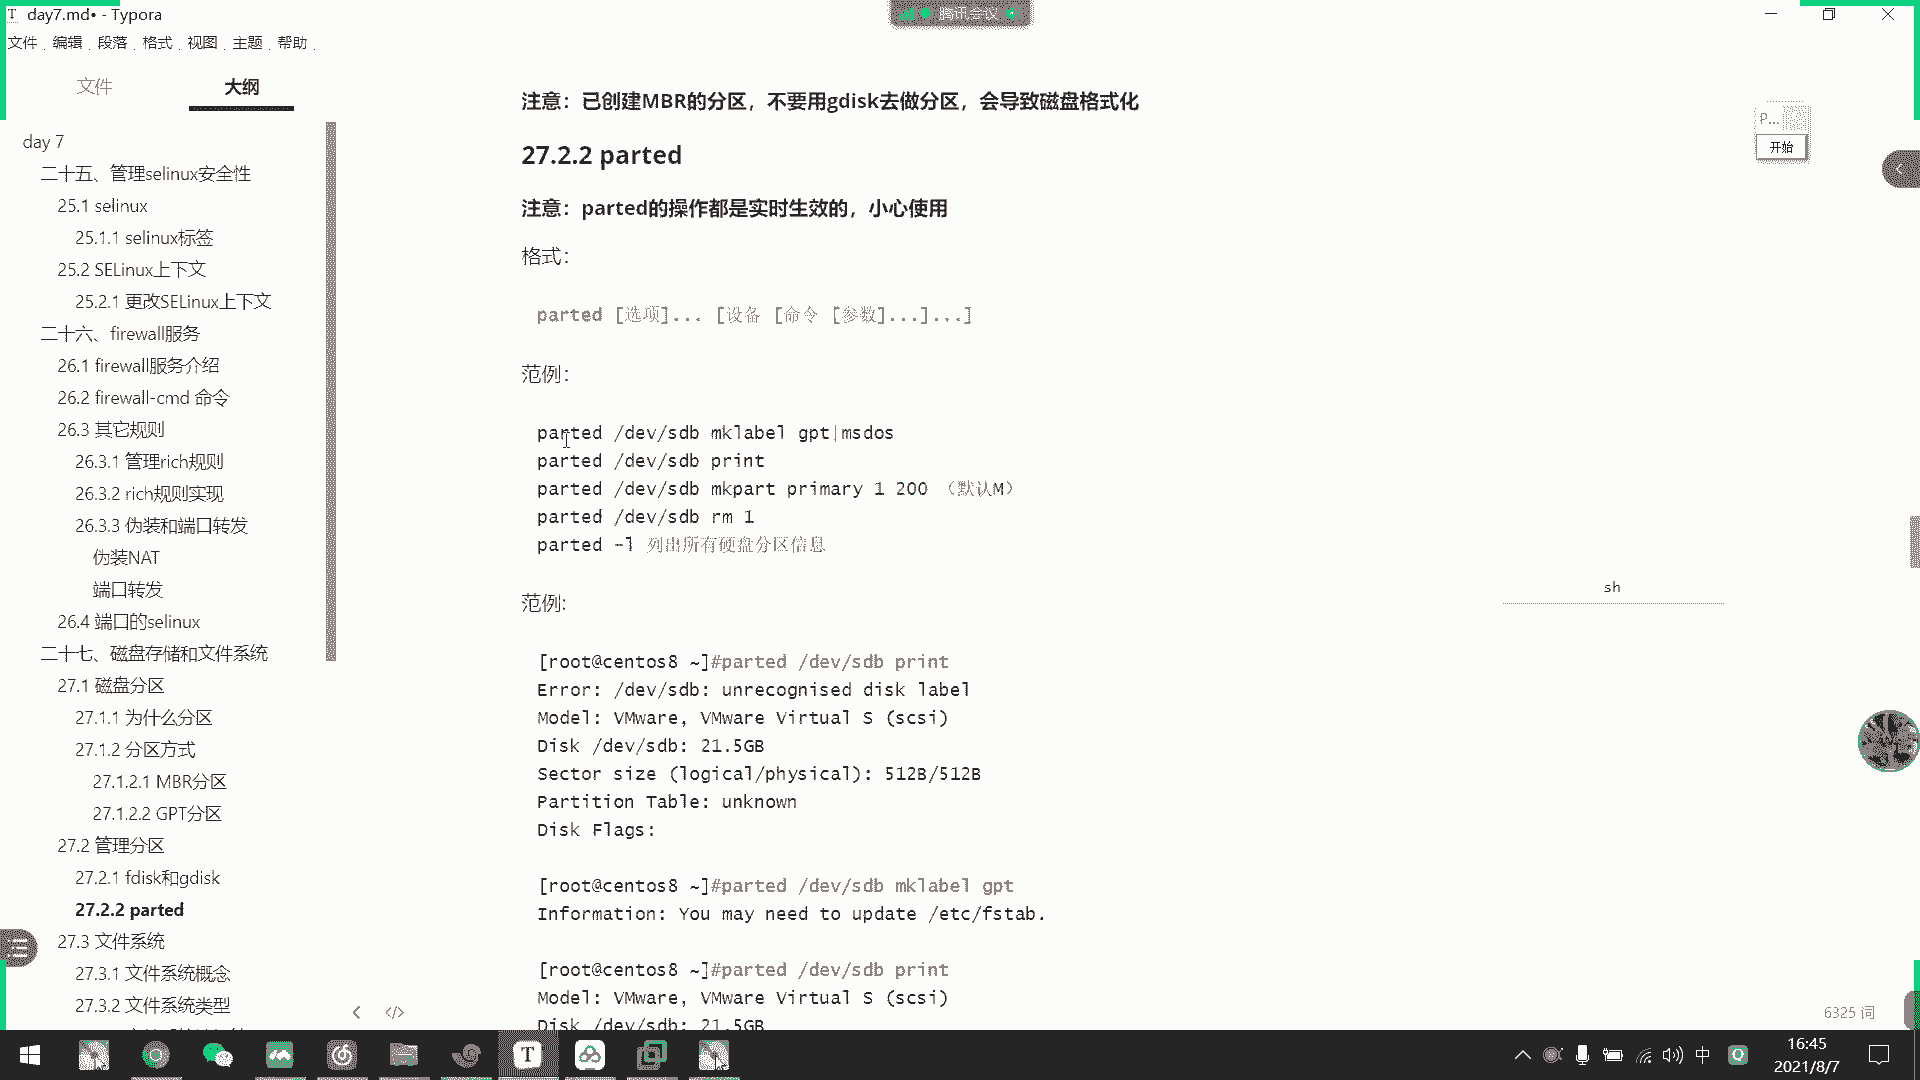 T day7.md• - Typora
腾讯会议
文件 编辑 段落 格式 视图 主题 帮助
文件 大纲
day 7
二十五、管理selinux安全性
25.1 selinux
25.1.1 selinux标签
25.2 SELinux上下文
25.2.1 更改SELinux上下文
二十六、firewall服务
26.1 firewall服务介绍
26.2 firewall-cmd 命令
26.3 其它规则
26.3.1 管理rich规则
26.3.2 rich规则实现
26.3.3 伪装和端口转发
伪装NAT
端口转发
26.4 端口的selinux
二十七、磁盘存储和文件系统
27.1 磁盘分区
27.1.1 为什么分区
27.1.2 分区方式
27.1.2.1 MBR分区
27.1.2.2 GPT分区
27.2 管理分区
27.2.1 fdisk和gdisk
27.2.2 parted
27.3 文件系统
27.3.1 文件系统概念
27.3.2 文件系统类型
注意：已创建MBR的分区，不要用gdisk去做分区，会导致磁盘格式化
27.2.2 parted
注意：parted的操作都是实时生效的，小心使用
格式：
parted [选项]... [设备 [命令 [参数]...]...]
范例：
parted /dev/sdb mklabel gpt|msdos
parted /dev/sdb print
parted /dev/sdb mkpart primary 1 200 （默认M）
parted /dev/sdb rm 1
parted -l 列出所有硬盘分区信息
范例:
[root@centos8 ~]#parted /dev/sdb print
Error: /dev/sdb: unrecognised disk label
Model: VMware, VMware Virtual S (scsi)
Disk /dev/sdb: 21.5GB
Sector size (logical/physical): 512B/512B
Partition Table: unknown
Disk Flags:
[root@centos8 ~]#parted /dev/sdb mklabel gpt
Information: You may need to update /etc/fstab.
[root@centos8 ~]#parted /dev/sdb print
Model: VMware, VMware Virtual S (scsi)
Disk /dev/sdb: 21.5GB
P...
开始
sh
</>
6325 词
T
中
16:45
2021/8/7